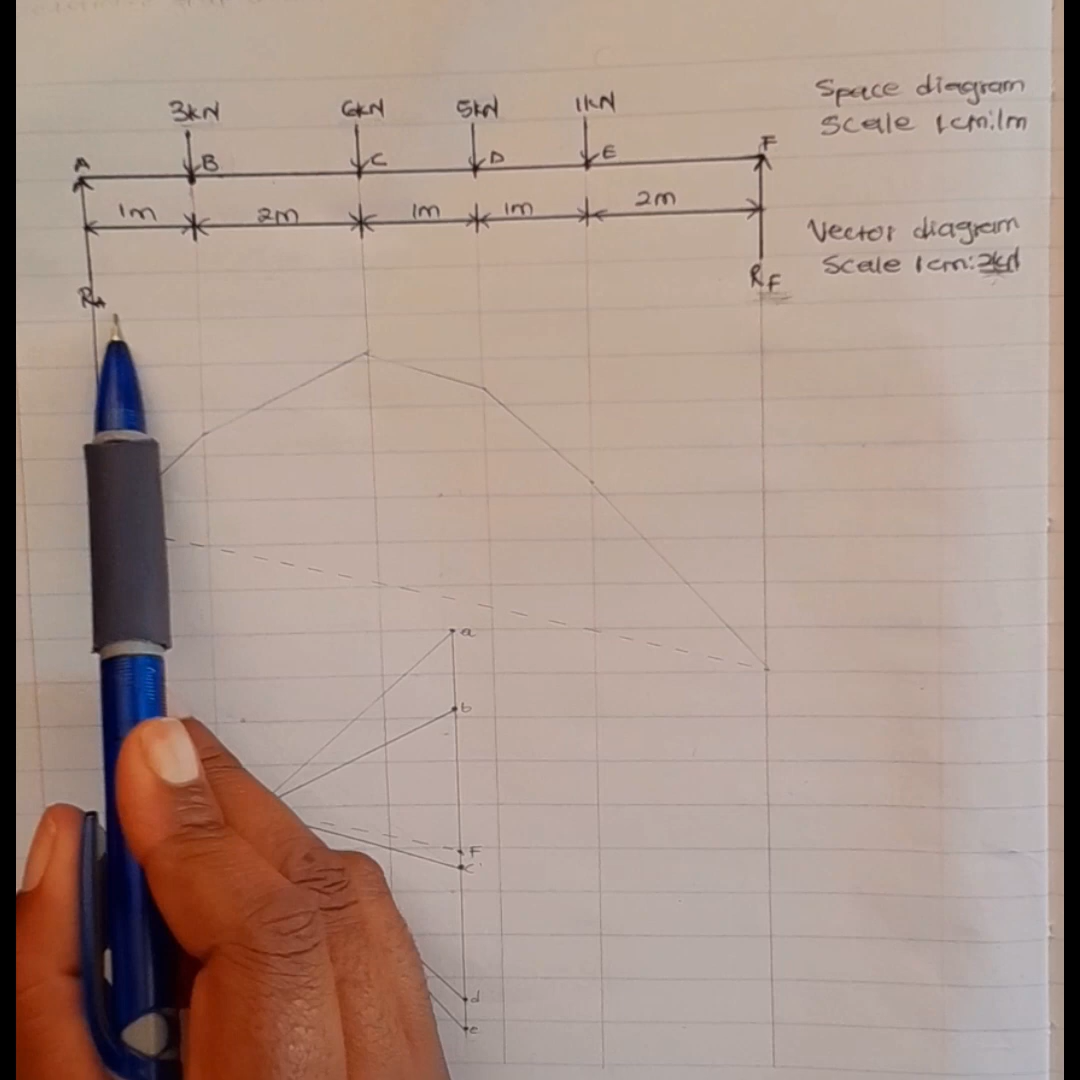 3kN 6kN 5kN 1kN
Space diagram
Scale 1cm:1m
A B C D E F
1m 2m 1m 1m 2m
Vector diagram
Scale 1cm:2kN
RA RF
a
b
F
c
d
e